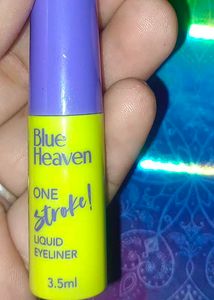 Blue
Heaven
ONE
Stroke!
LIQUID
EYELINER
3.5ml